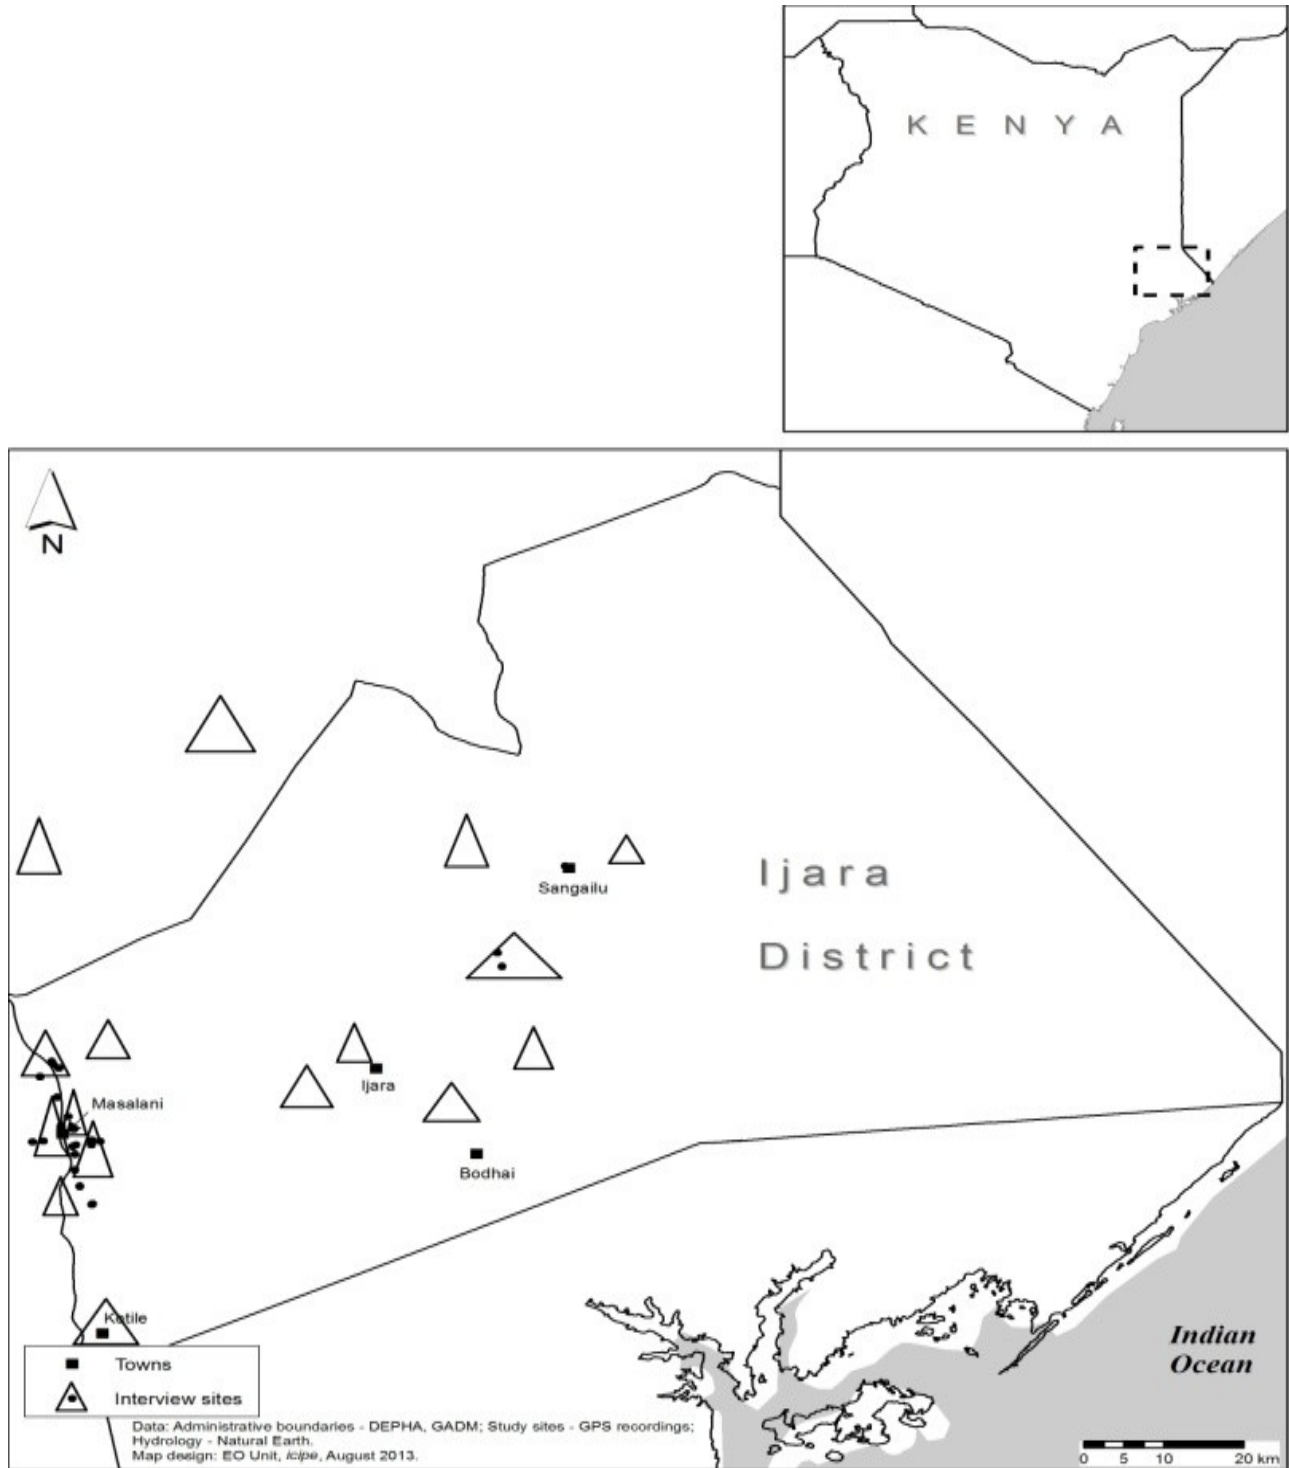 K E N Y A
N
Sangailu
Ijara
District
Ijara
Masalani
Bodhai
Kotile
Towns
Interview sites
Indian
Ocean
Data: Administrative boundaries - DEPHA, GADM; Study sites - GPS recordings;
Hydrology - Natural Earth.
Map design: EO Unit, icipe, August 2013.
0 5 10 20 km